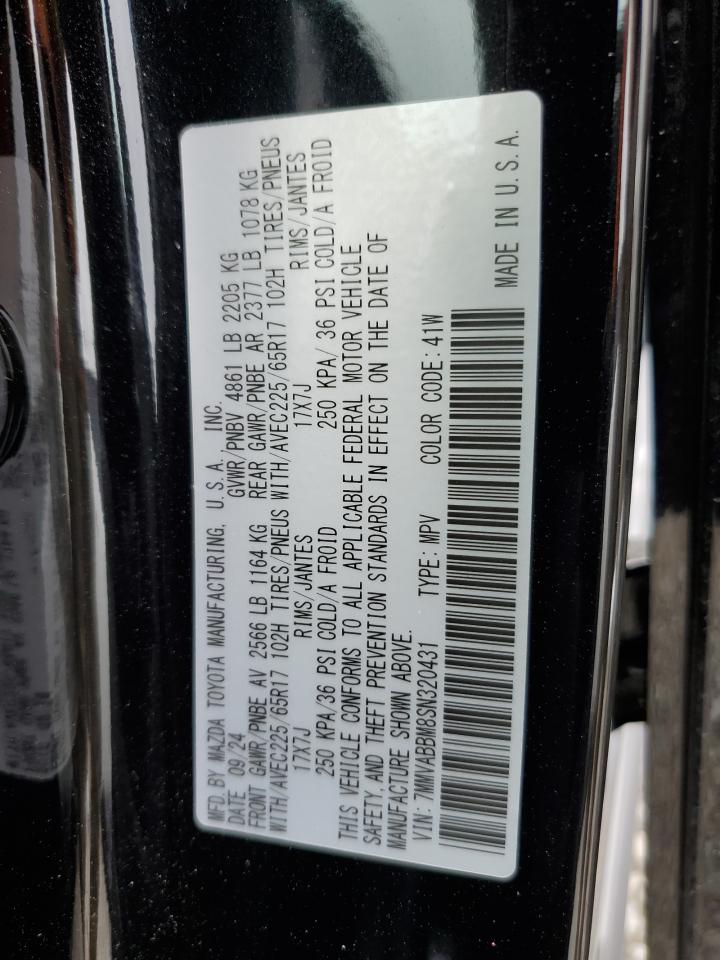 MFD. BY MAZDA TOYOTA MANUFACTURING, U. S. A., INC.
DATE 09/24 GVWR/PNBV 4861 LB 2205 KG
FRONT GAWR/PNBE AV 2566 LB 1164 KG REAR GAWR/PNBE AR 2377 LB 1078 KG
WITH/AVEC225/65R17 102H TIRES/PNEUS WITH/AVEC225/65R17 102H TIRES/PNEUS
17X7J RIMS/JANTES 17X7J RIMS/JANTES
250 KPA/36 PSI COLD/A FROID 250 KPA/ 36 PSI COLD/A FROID
THIS VEHICLE CONFORMS TO ALL APPLICABLE FEDERAL MOTOR VEHICLE
SAFETY,AND THEFT PREVENTION STANDARDS IN EFFECT ON THE DATE OF
MANUFACTURE SHOWN ABOVE.
VIN: 7MMVABBM8SN320431 TYPE: MPV COLOR CODE: 41W
MADE IN U. S. A.